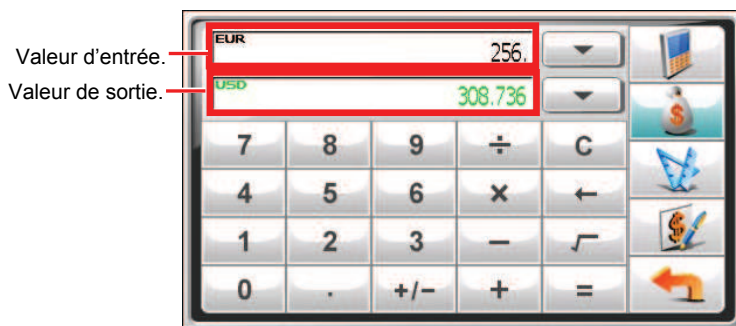 EUR
256.
Valeur d'entrée.
USD
308.736
Valeur de sortie.
7 8 9 ÷ C
4 5 6 × ←
1 2 3 − √
0 . +/− + =
$
$